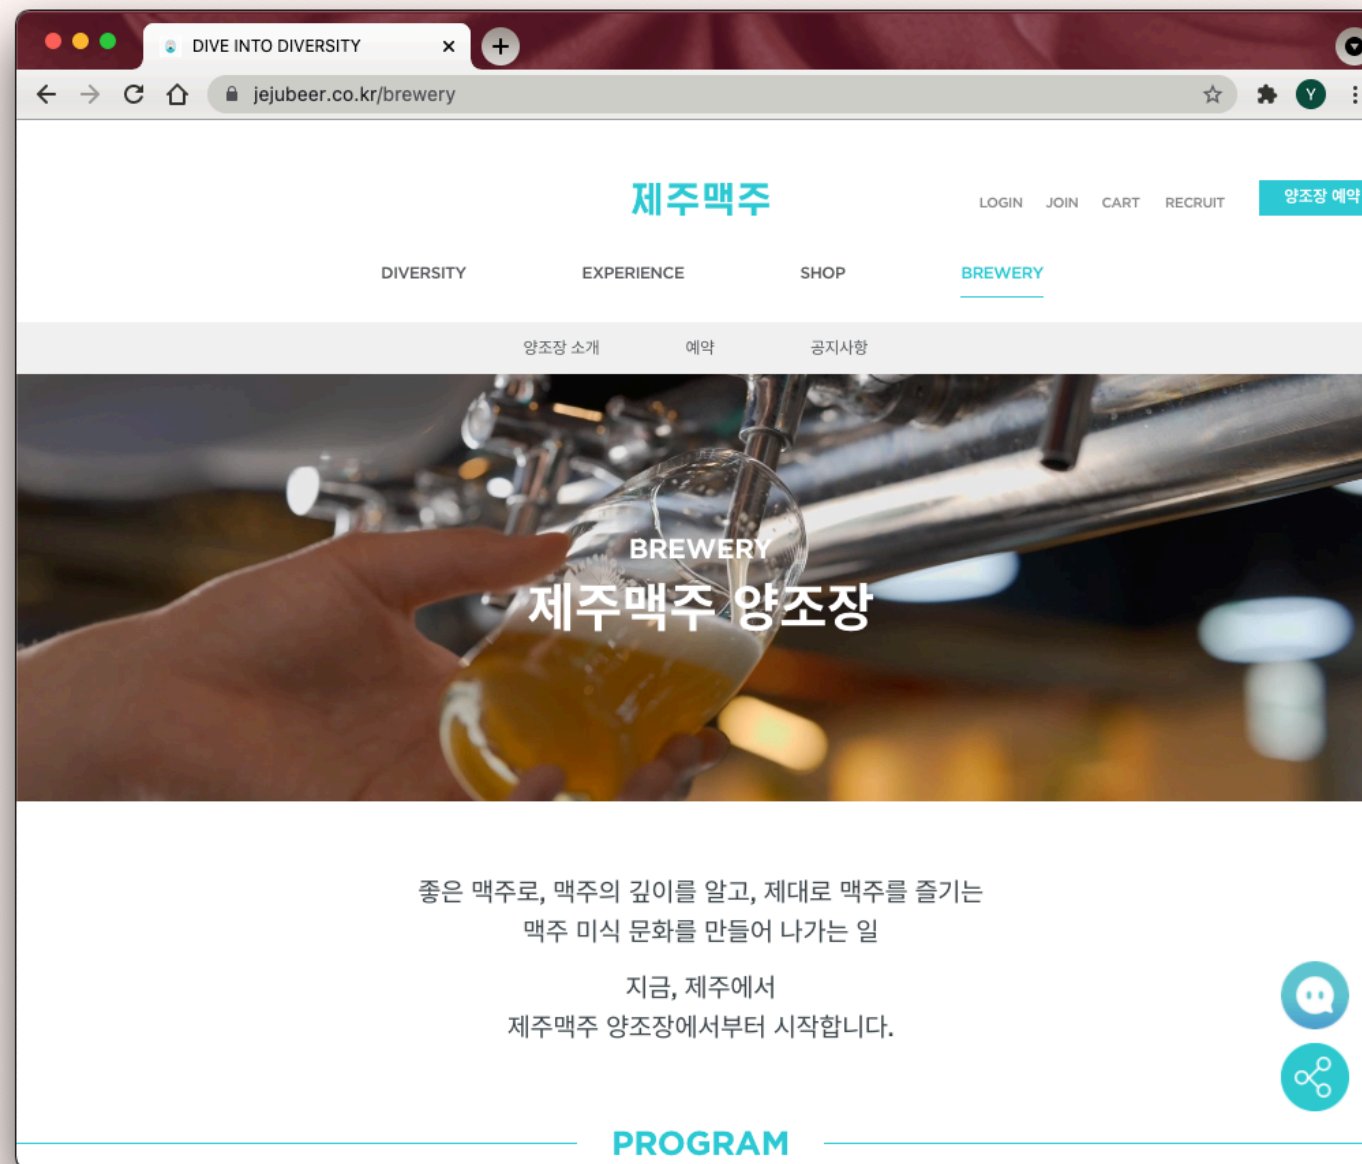 DIVE INTO DIVERSITY
jejubeer.co.kr/brewery
Y
제주맥주
LOGIN JOIN CART RECRUIT 양조장 예약
DIVERSITY EXPERIENCE SHOP BREWERY
양조장 소개 예약 공지사항
BREWERY
제주맥주 양조장
좋은 맥주로, 맥주의 깊이를 알고, 제대로 맥주를 즐기는
맥주 미식 문화를 만들어 나가는 일
지금, 제주에서
제주맥주 양조장에서부터 시작합니다.
PROGRAM